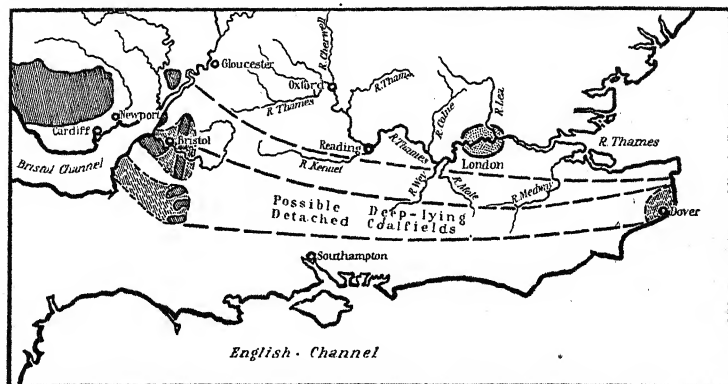 R. Cherwell
Gloucester
Oxford
R. Thame
R. Thames
R. Colne
R. Lea
Newport
Cardiff
Bristol
Reading
R. Thames
London
R. Thames
Bristol Channel
R. Kennet
R. Wey
R. Mole
R. Medway
Possible Deep-lying
Detached Coalfields
Dover
Southampton
English Channel